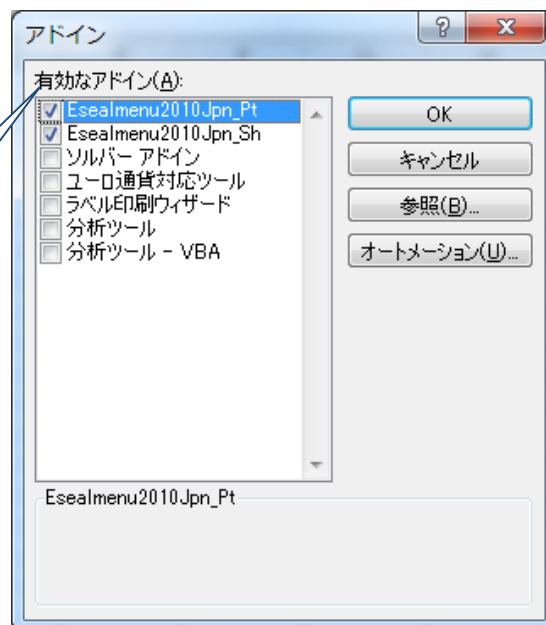 アドイン
有効なアドイン(A):
Esealmenu2010Jpn_Pt
Esealmenu2010Jpn_Sh
ソルバー アドイン
ユーロ通貨対応ツール
ラベル印刷ウィザード
分析ツール
分析ツール - VBA
OK
キャンセル
参照(B)...
オートメーション(U)...
Esealmenu2010Jpn_Pt